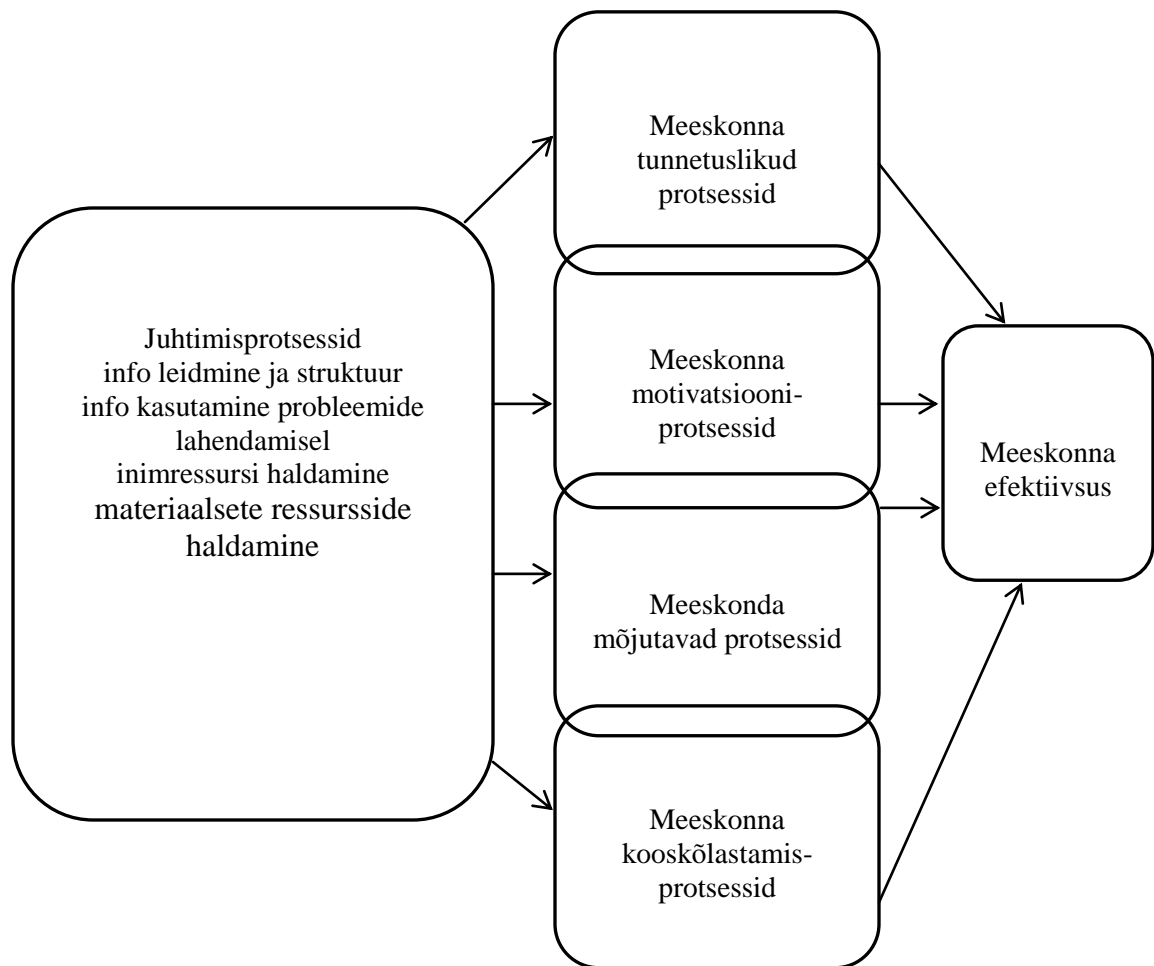 Juhtimisprotsessid
info leidmine ja struktuur
info kasutamine probleemide
lahendamisel
inimressursi haldamine
materiaalsete ressursside
haldamine
Meeskonna
tunnetuslikud
protsessid
Meeskonna
motivatsiooni-
protsessid
Meeskonda
mõjutavad protsessid
Meeskonna
kooskõlastamis-
protsessid
Meeskonna
efektiivsus